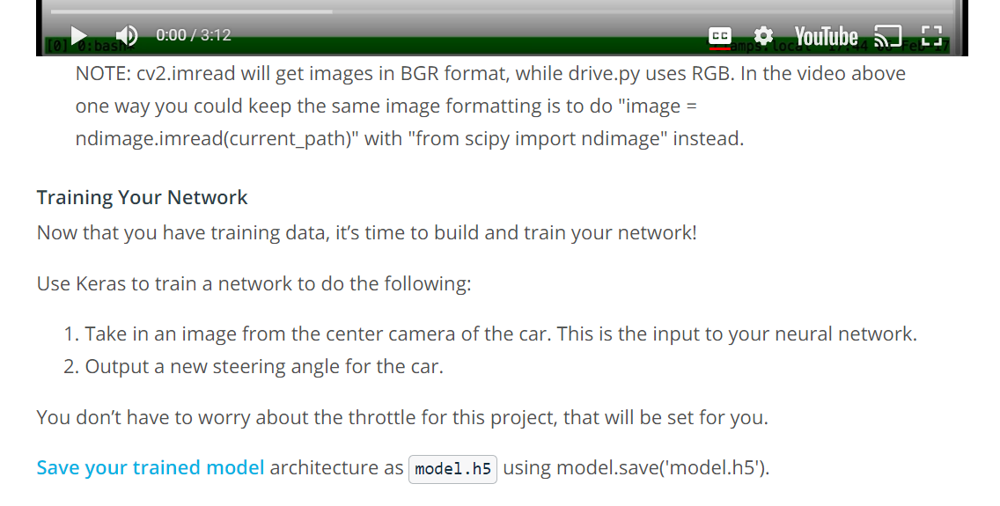 0:00 / 3:12 CC YouTube
NOTE: cv2.imread will get images in BGR format, while drive.py uses RGB. In the video above
one way you could keep the same image formatting is to do "image =
ndimage.imread(current_path)" with "from scipy import ndimage" instead.
Training Your Network
Now that you have training data, it’s time to build and train your network!
Use Keras to train a network to do the following:
1. Take in an image from the center camera of the car. This is the input to your neural network.
2. Output a new steering angle for the car.
You don’t have to worry about the throttle for this project, that will be set for you.
Save your trained model architecture as model.h5 using model.save('model.h5').